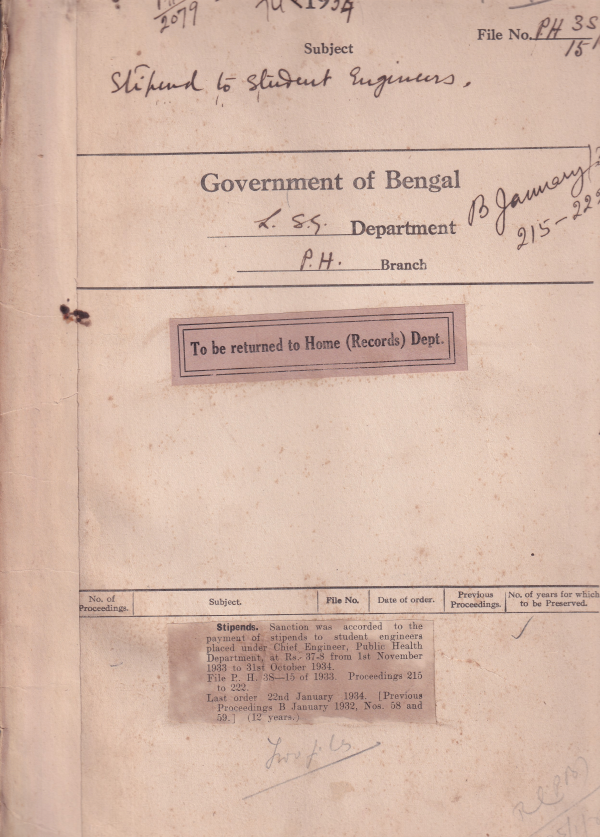 2079
1934
File No. PH 3S
15
Subject
Stipend to Student Engineers.
Government of Bengal
L. S.G. Department
B January
215-222
P.H. Branch
To be returned to Home (Records) Dept.
No. of Proceedings.
Subject.
File No.
Date of order.
Previous Proceedings.
No. of years for which to be Preserved.
Stipends. Sanction was accorded to the
payment of stipends to student engineers
placed under Chief Engineer, Public Health
Department, at Rs. 37-8 from 1st November
1933 to 31st October 1934.
File P. H. 3S—15 of 1933. Proceedings 215
to 222.
Last order 22nd January 1934. [Previous
Proceedings B January 1932, Nos. 58 and
59.] (12 years.)
Two files